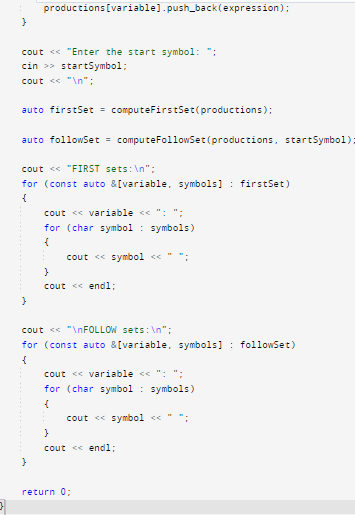 productions[variable].push_back(expression);
}
cout << "Enter the start symbol: ";
cin >> startSymbol;
cout << "\n";
auto firstSet = computeFirstSet(productions);
auto followSet = computeFollowSet(productions, startSymbol);
cout << "FIRST sets:\n";
for (const auto &[variable, symbols] : firstSet)
{
cout << variable << ": ";
for (char symbol : symbols)
{
cout << symbol << " ";
}
cout << endl;
}
cout << "\nFOLLOW sets:\n";
for (const auto &[variable, symbols] : followSet)
{
cout << variable << ": ";
for (char symbol : symbols)
{
cout << symbol << " ";
}
cout << endl;
}
return 0;
}